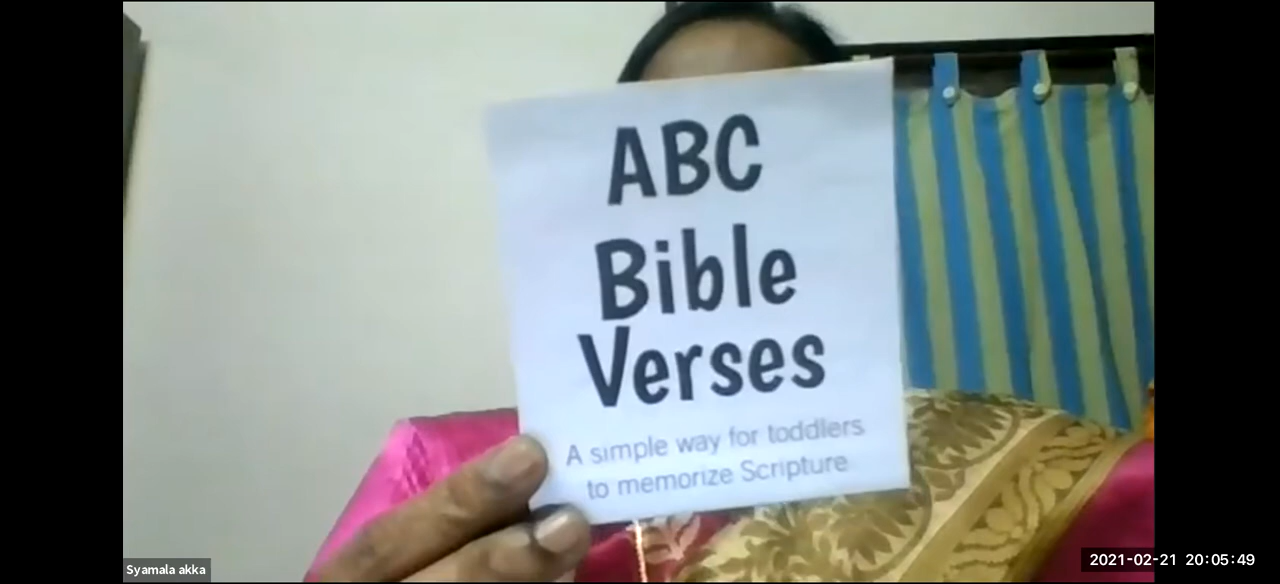 ABC
Bible
Verses
A simple way for toddlers
to memorize Scripture
Syamala akka
2021-02-21 20:05:49